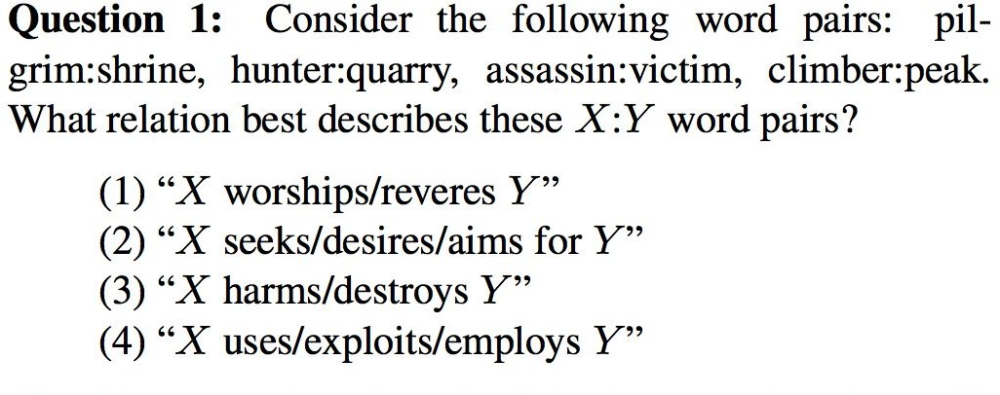 Question 1: Consider the following word pairs: pil-
grim:shrine, hunter:quarry, assassin:victim, climber:peak.
What relation best describes these X:Y word pairs?
(1) “X worships/reveres Y”
(2) “X seeks/desires/aims for Y”
(3) “X harms/destroys Y”
(4) “X uses/exploits/employs Y”